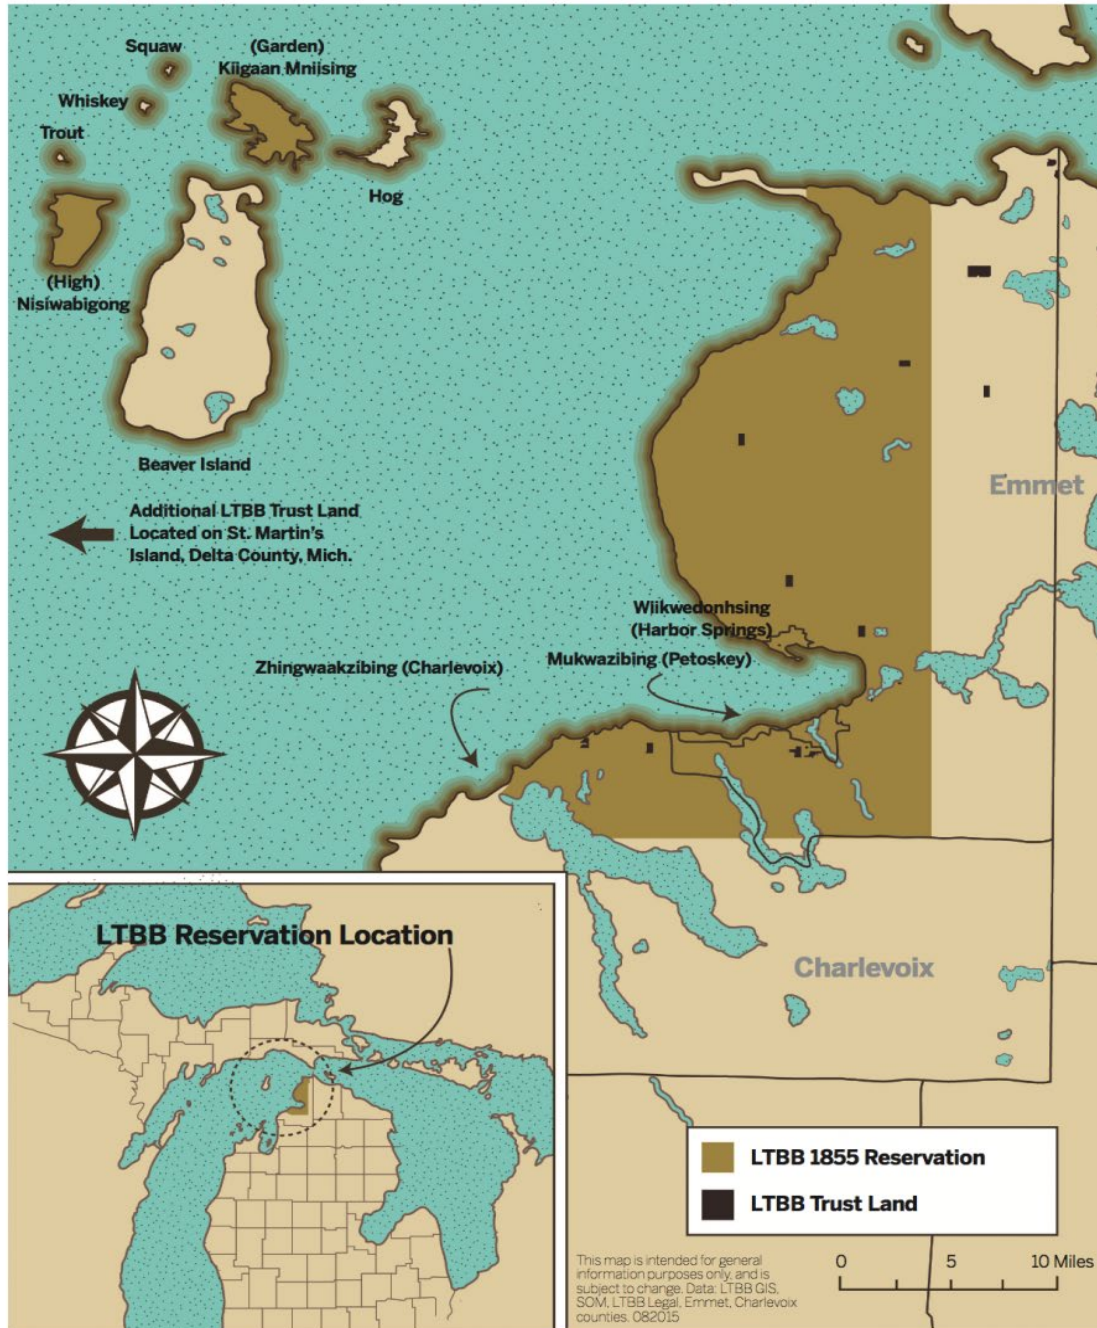 Squaw
(Garden)
Kiigaan Mniising
Whiskey
Trout
Hog
(High)
Nisiwabigong
Beaver Island
Additional LTBB Trust Land
Located on St. Martin's
Island, Delta County, Mich.
Emmet
Wiikwedonhsing
(Harbor Springs)
Zhingwaakzibing (Charlevoix)
Mukwazibing (Petoskey)
LTBB Reservation Location
Charlevoix
LTBB 1855 Reservation
LTBB Trust Land
This map is intended for general
information purposes only, and is
subject to change. Data: LTBB GIS,
SOM, LTBB Legal, Emmet, Charlevoix
counties. 082015
0 5 10 Miles